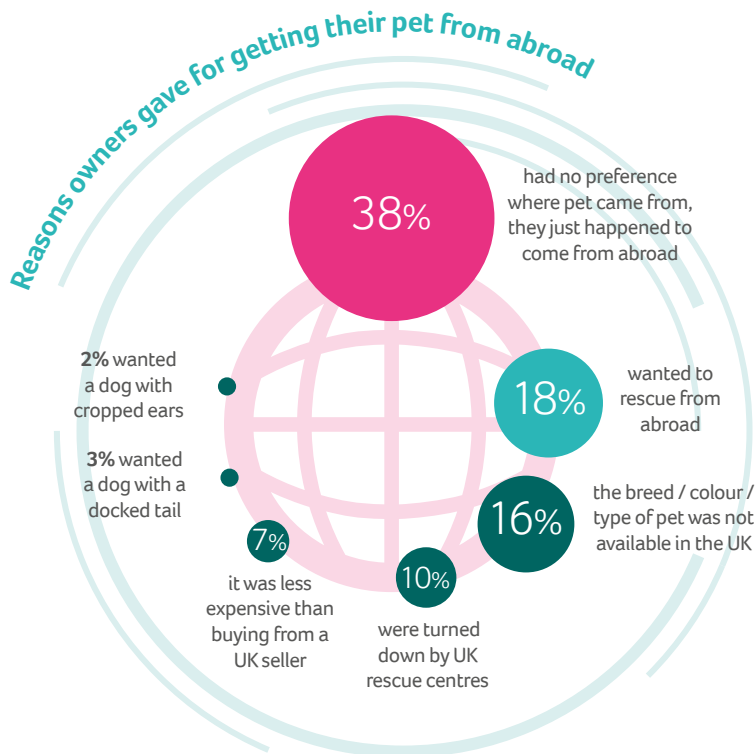 Reasons owners gave for getting their pet from abroad
38%
had no preference
where pet came from,
they just happened to
come from abroad
18%
wanted to
rescue from
abroad
16%
the breed / colour /
type of pet was not
available in the UK
10%
were turned
down by UK
rescue centres
7%
it was less
expensive than
buying from a
UK seller
3% wanted
a dog with a
docked tail
2% wanted
a dog with
cropped ears